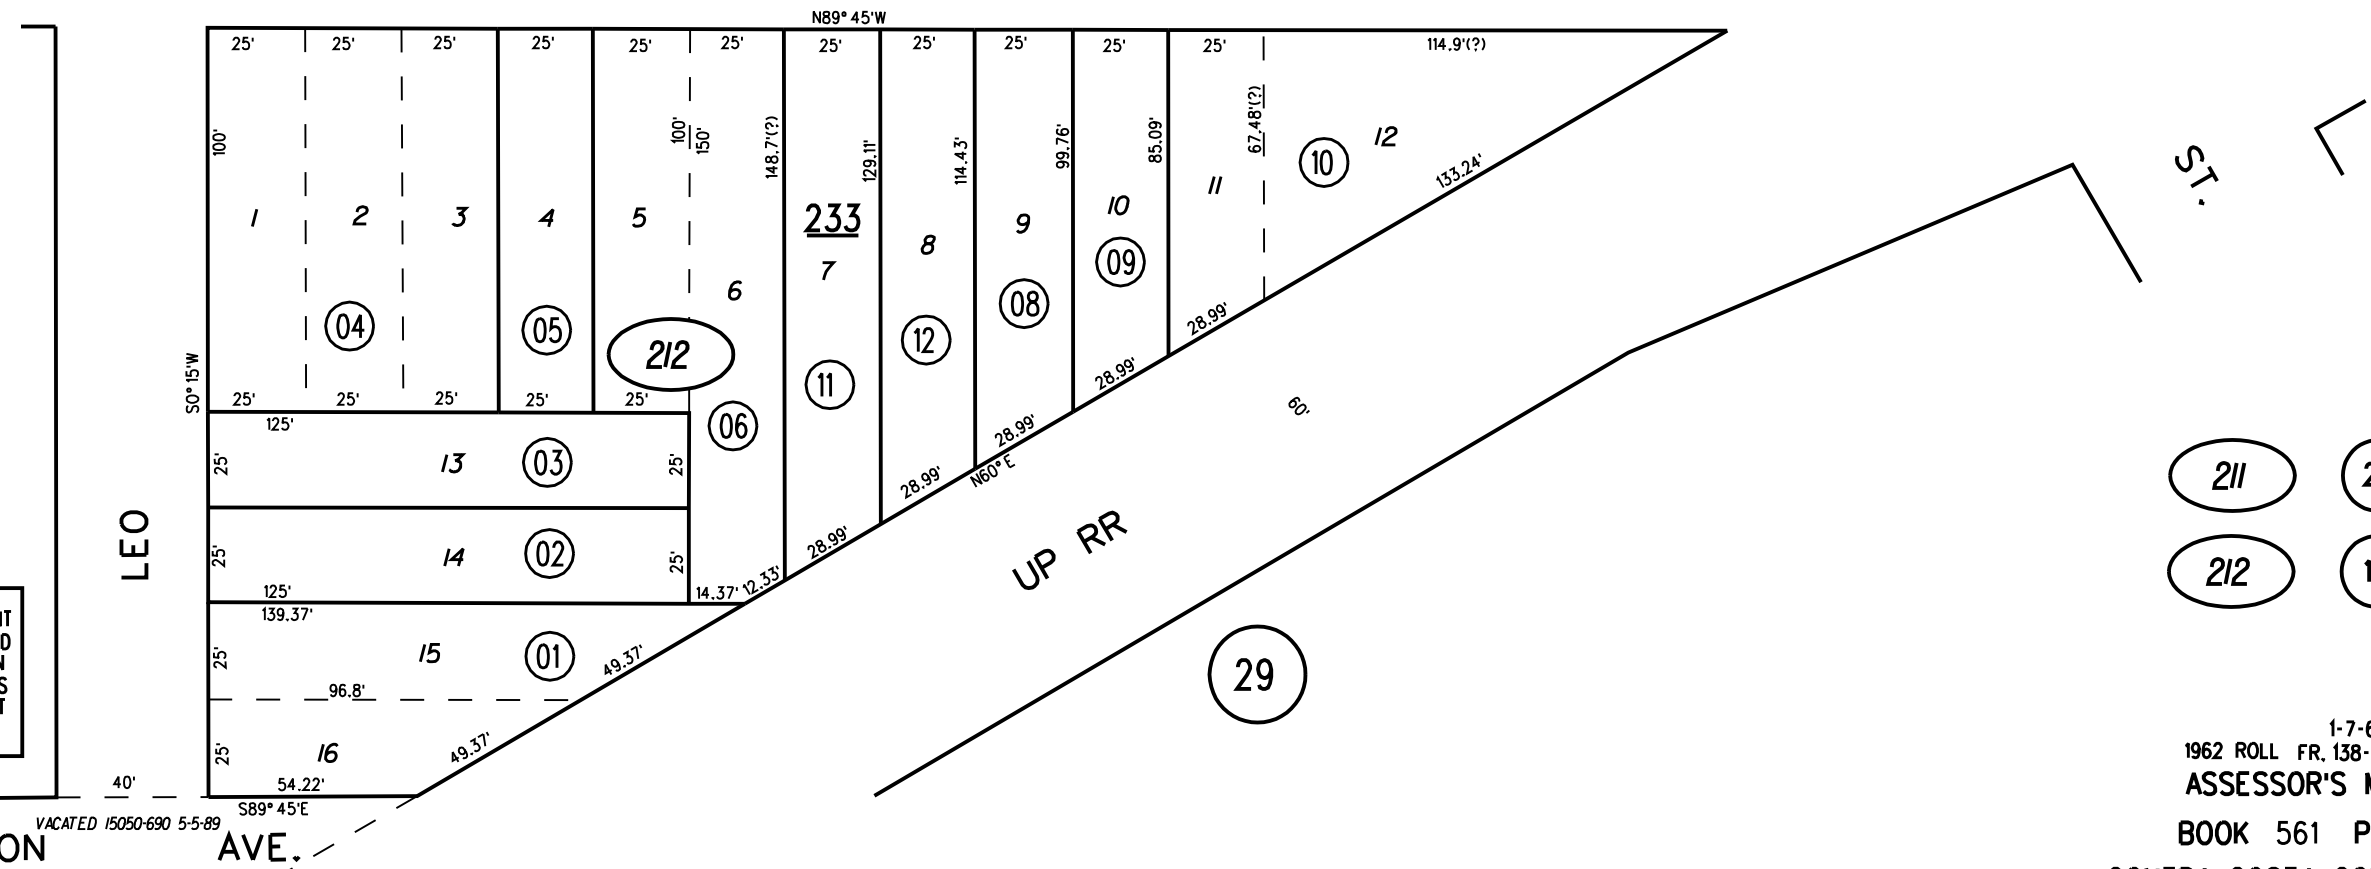 N89° 45'W
25' 25' 25' 25' 25' 25' 25' 25' 25' 25' 25' 114.9'(?)
100' 100' 150' 148.7'(?) 129.11' 114.43' 99.76' 85.09' 67.48'(?)
12
10
133.24'
ST.
1 2 3 4 5 233 9 10 11
8
6 7
04 05 212 12 08 09
28.99'
S0° 15'W
11
28.99'
25' 25' 25' 25' 25'
60'
125'
06
28.99'
13 03
25' 25'
N60° E
28.99'
211
LEO
UP RR
14 02
25' 25'
28.99'
212
125'
14.37' 12.33'
139.37'
15 01
25'
49.37'
29
96.8'
16
25'
49.37'
54.22'
40'
S89° 45'E
VACATED 15050-690 5-5-89
AVE.
1962 ROLL FR. 138-
ASSESSOR'S
BOOK 561